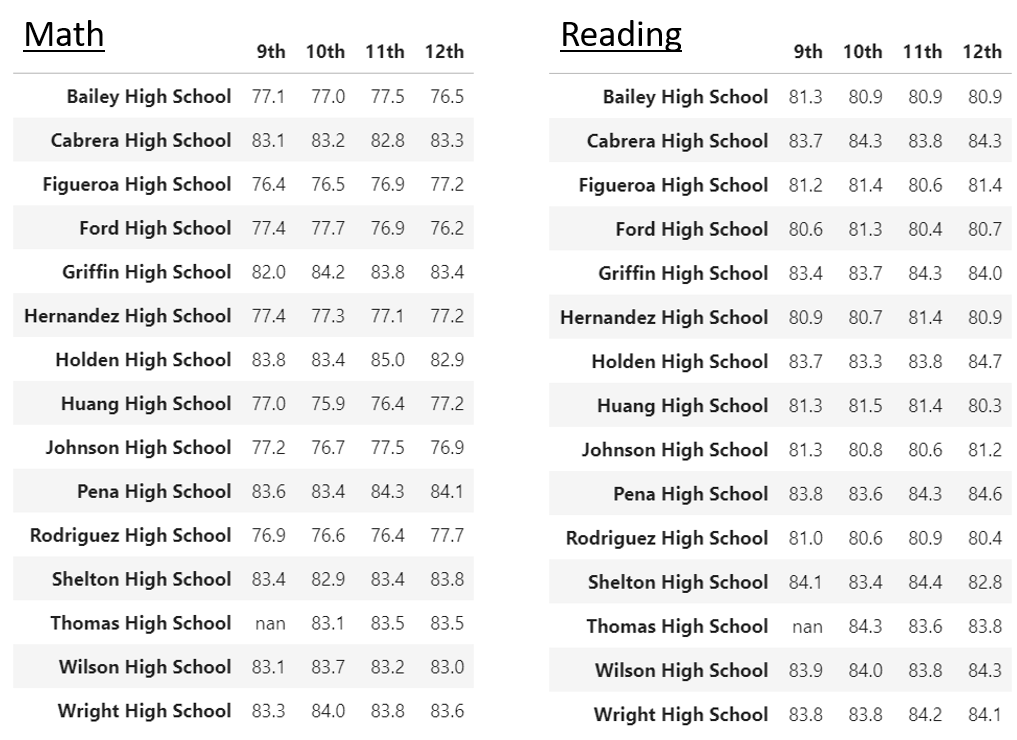 Math
9th 10th 11th 12th
Bailey High School 77.1 77.0 77.5 76.5
Cabrera High School 83.1 83.2 82.8 83.3
Figueroa High School 76.4 76.5 76.9 77.2
Ford High School 77.4 77.7 76.9 76.2
Griffin High School 82.0 84.2 83.8 83.4
Hernandez High School 77.4 77.3 77.1 77.2
Holden High School 83.8 83.4 85.0 82.9
Huang High School 77.0 75.9 76.4 77.2
Johnson High School 77.2 76.7 77.5 76.9
Pena High School 83.6 83.4 84.3 84.1
Rodriguez High School 76.9 76.6 76.4 77.7
Shelton High School 83.4 82.9 83.4 83.8
Thomas High School nan 83.1 83.5 83.5
Wilson High School 83.1 83.7 83.2 83.0
Wright High School 83.3 84.0 83.8 83.6
Reading
9th 10th 11th 12th
Bailey High School 81.3 80.9 80.9 80.9
Cabrera High School 83.7 84.3 83.8 84.3
Figueroa High School 81.2 81.4 80.6 81.4
Ford High School 80.6 81.3 80.4 80.7
Griffin High School 83.4 83.7 84.3 84.0
Hernandez High School 80.9 80.7 81.4 80.9
Holden High School 83.7 83.3 83.8 84.7
Huang High School 81.3 81.5 81.4 80.3
Johnson High School 81.3 80.8 80.6 81.2
Pena High School 83.8 83.6 84.3 84.6
Rodriguez High School 81.0 80.6 80.9 80.4
Shelton High School 84.1 83.4 84.4 82.8
Thomas High School nan 84.3 83.6 83.8
Wilson High School 83.9 84.0 83.8 84.3
Wright High School 83.8 83.8 84.2 84.1